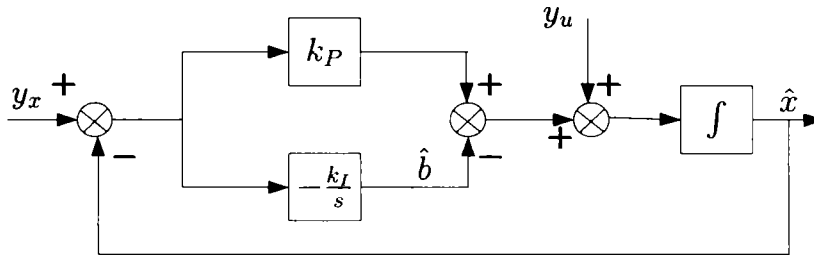 y_u
k_P
+
+
+
y_x
x̂
∫
+
−
−
b̂
−k_I/s